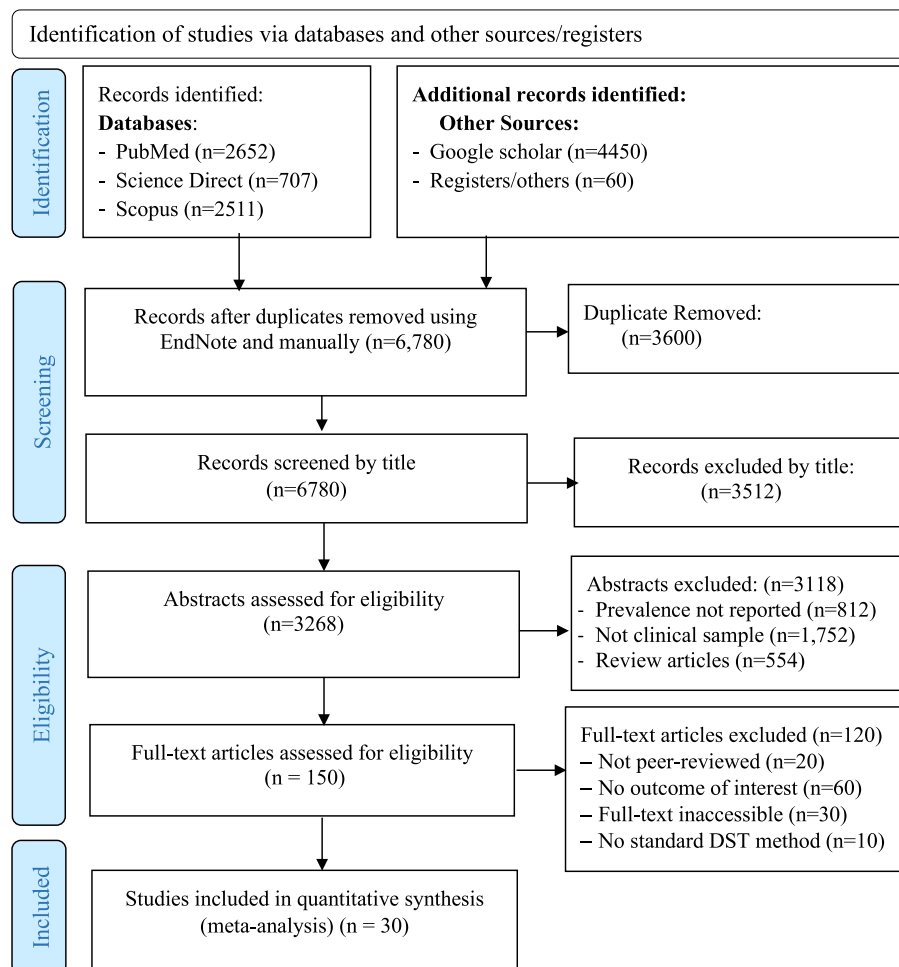 Identification of studies via databases and other sources/registers
Identification
Records identified:
Databases:
- PubMed (n=2652)
- Science Direct (n=707)
- Scopus (n=2511)
Additional records identified:
Other Sources:
- Google scholar (n=4450)
- Registers/others (n=60)
Screening
Records after duplicates removed using
EndNote and manually (n=6,780)
Duplicate Removed:
(n=3600)
Records screened by title
(n=6780)
Records excluded by title:
(n=3512)
Eligibility
Abstracts assessed for eligibility
(n=3268)
Abstracts excluded: (n=3118)
- Prevalence not reported (n=812)
- Not clinical sample (n=1,752)
- Review articles (n=554)
Full-text articles assessed for eligibility
(n = 150)
Full-text articles excluded (n=120)
– Not peer-reviewed (n=20)
– No outcome of interest (n=60)
– Full-text inaccessible (n=30)
– No standard DST method (n=10)
Included
Studies included in quantitative synthesis
(meta-analysis) (n = 30)